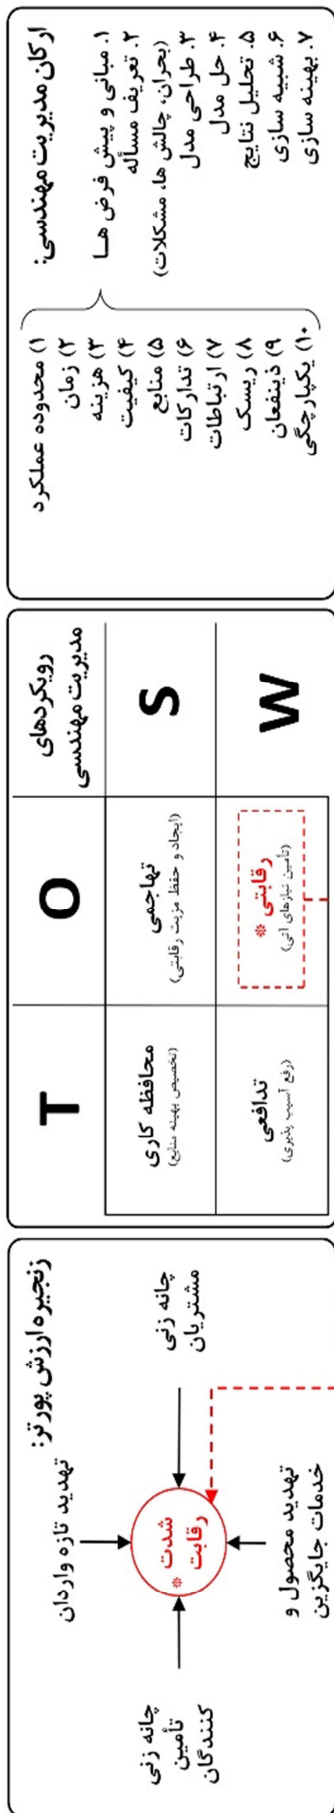 ارکان مدیریت مهندسی:
۱. مبانی و پیش فرض ها
۲. تعریف مسأله
(بحران، چالش ها، مشکلات)
۳. طراحی مدل
۴. حل مدل
۵. تحلیل نتایج
۶. شبیه سازی
۷. بهینه سازی
۱) محدوده عملکرد
۲) زمان
۳) هزینه
۴) کیفیت
۵) منابع
۶) تدارکات
۷) ارتباطات
۸) ریسک
۹) ذینفعان
۱۰) یکپارچگی
رویکردهای
مدیریت مهندسی
O
T
S
تهاجمی
(ایجاد و حفظ مزیت رقابتی)
محافظه کاری
(تخصیص بهینه منابع)
W
رقابتی *
(تأمین نیازهای آتی)
تدافعی
(رفع آسیب پذیری)
زنجیره ارزش پورتر:
تهدید تازه واردان
چانه زنی
مشتریان
شدت *
رقابت
چانه زنی
تأمین
کنندگان
تهدید محصول و
خدمات جایگزین